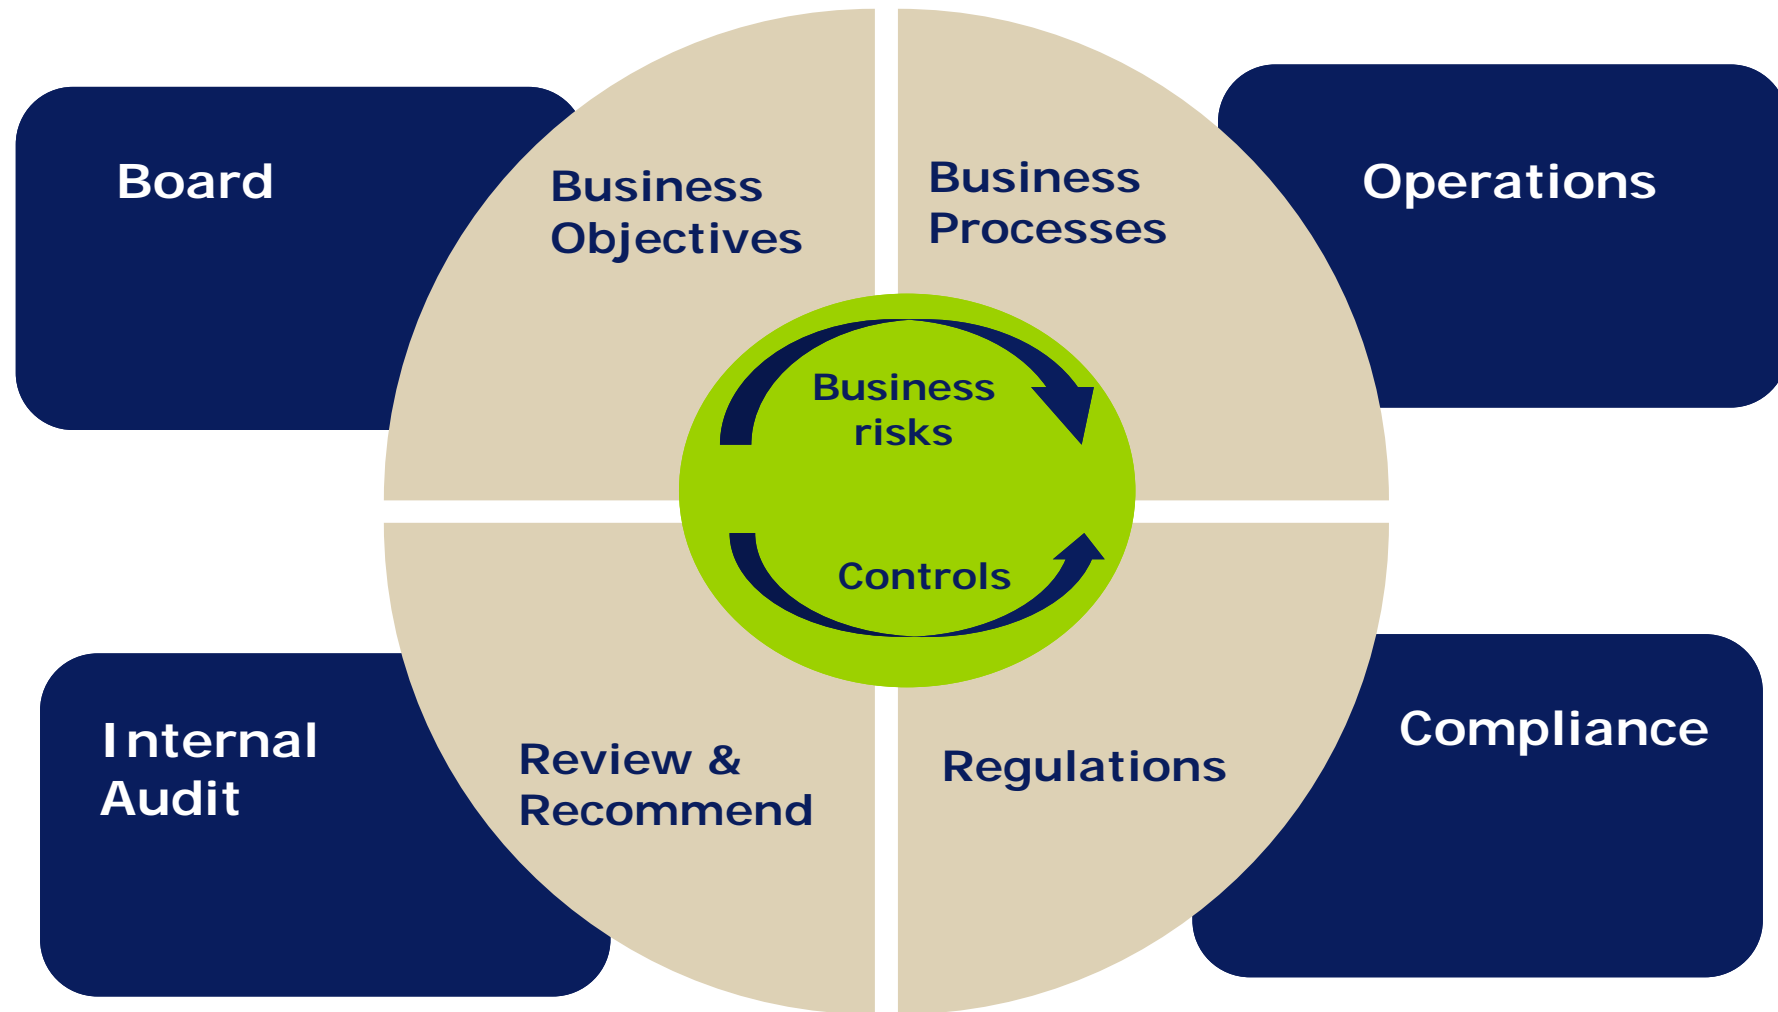 Board
Business
Objectives
Business
Processes
Operations
Business
risks
Controls
Internal
Audit
Review &
Recommend
Regulations
Compliance